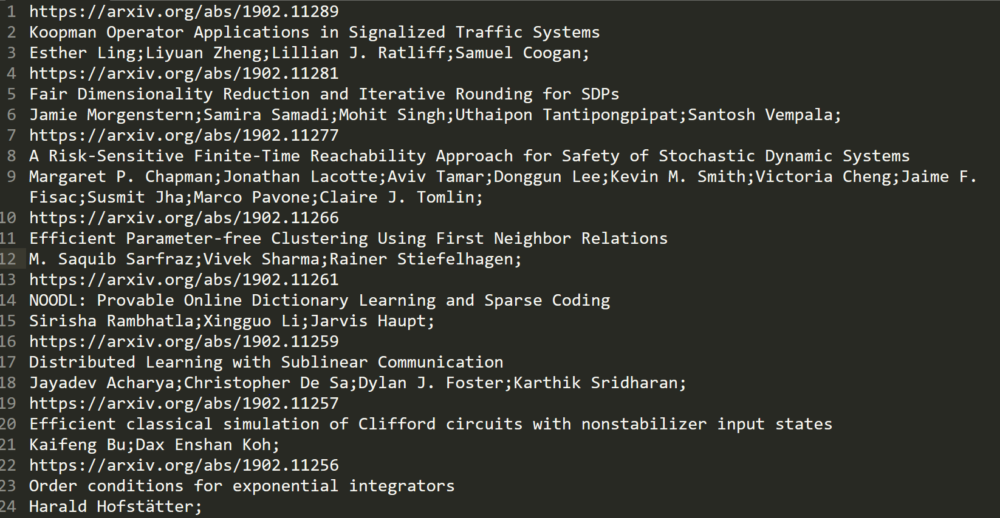 1 https://arxiv.org/abs/1902.11289
2 Koopman Operator Applications in Signalized Traffic Systems
3 Esther Ling;Liyuan Zheng;Lillian J. Ratliff;Samuel Coogan;
4 https://arxiv.org/abs/1902.11281
5 Fair Dimensionality Reduction and Iterative Rounding for SDPs
6 Jamie Morgenstern;Samira Samadi;Mohit Singh;Uthaipon Tantipongpipat;Santosh Vempala;
7 https://arxiv.org/abs/1902.11277
8 A Risk-Sensitive Finite-Time Reachability Approach for Safety of Stochastic Dynamic Systems
9 Margaret P. Chapman;Jonathan Lacotte;Aviv Tamar;Donggun Lee;Kevin M. Smith;Victoria Cheng;Jaime F.
Fisac;Susmit Jha;Marco Pavone;Claire J. Tomlin;
10 https://arxiv.org/abs/1902.11266
11 Efficient Parameter-free Clustering Using First Neighbor Relations
12 M. Saquib Sarfraz;Vivek Sharma;Rainer Stiefelhagen;
13 https://arxiv.org/abs/1902.11261
14 NOODL: Provable Online Dictionary Learning and Sparse Coding
15 Sirisha Rambhatla;Xingguo Li;Jarvis Haupt;
16 https://arxiv.org/abs/1902.11259
17 Distributed Learning with Sublinear Communication
18 Jayadev Acharya;Christopher De Sa;Dylan J. Foster;Karthik Sridharan;
19 https://arxiv.org/abs/1902.11257
20 Efficient classical simulation of Clifford circuits with nonstabilizer input states
21 Kaifeng Bu;Dax Enshan Koh;
22 https://arxiv.org/abs/1902.11256
23 Order conditions for exponential integrators
24 Harald Hofstätter;